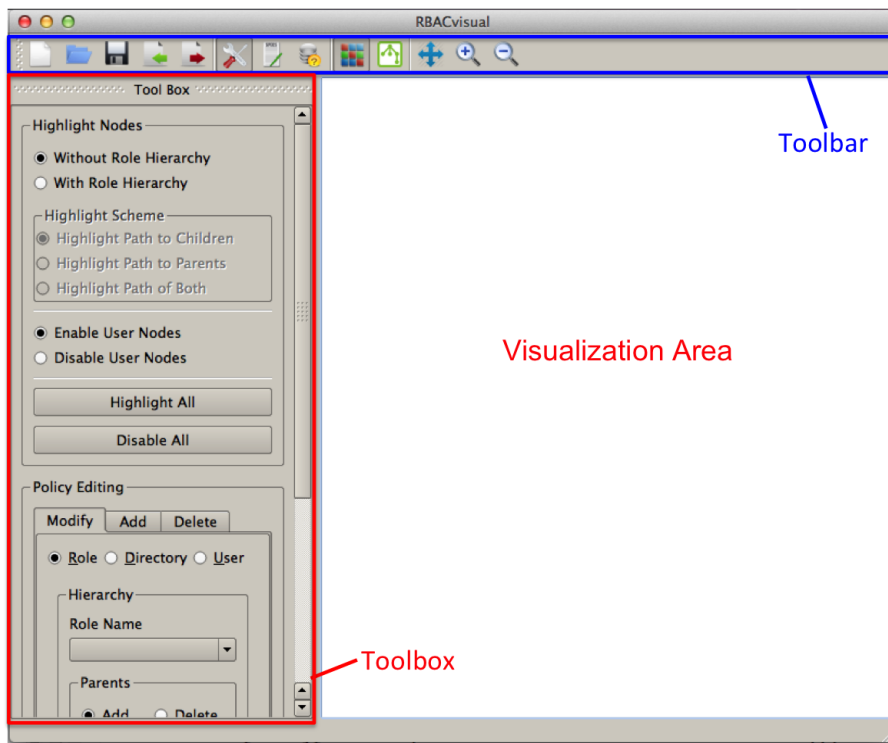 RBACvisual
Tool Box
Toolbar
Highlight Nodes
Without Role Hierarchy
With Role Hierarchy
Highlight Scheme
Highlight Path to Children
Highlight Path to Parents
Highlight Path of Both
Enable User Nodes
Disable User Nodes
Visualization Area
Highlight All
Disable All
Policy Editing
Modify Add Delete
Role Directory User
Hierarchy
Role Name
Toolbox
Parents
Add Delete